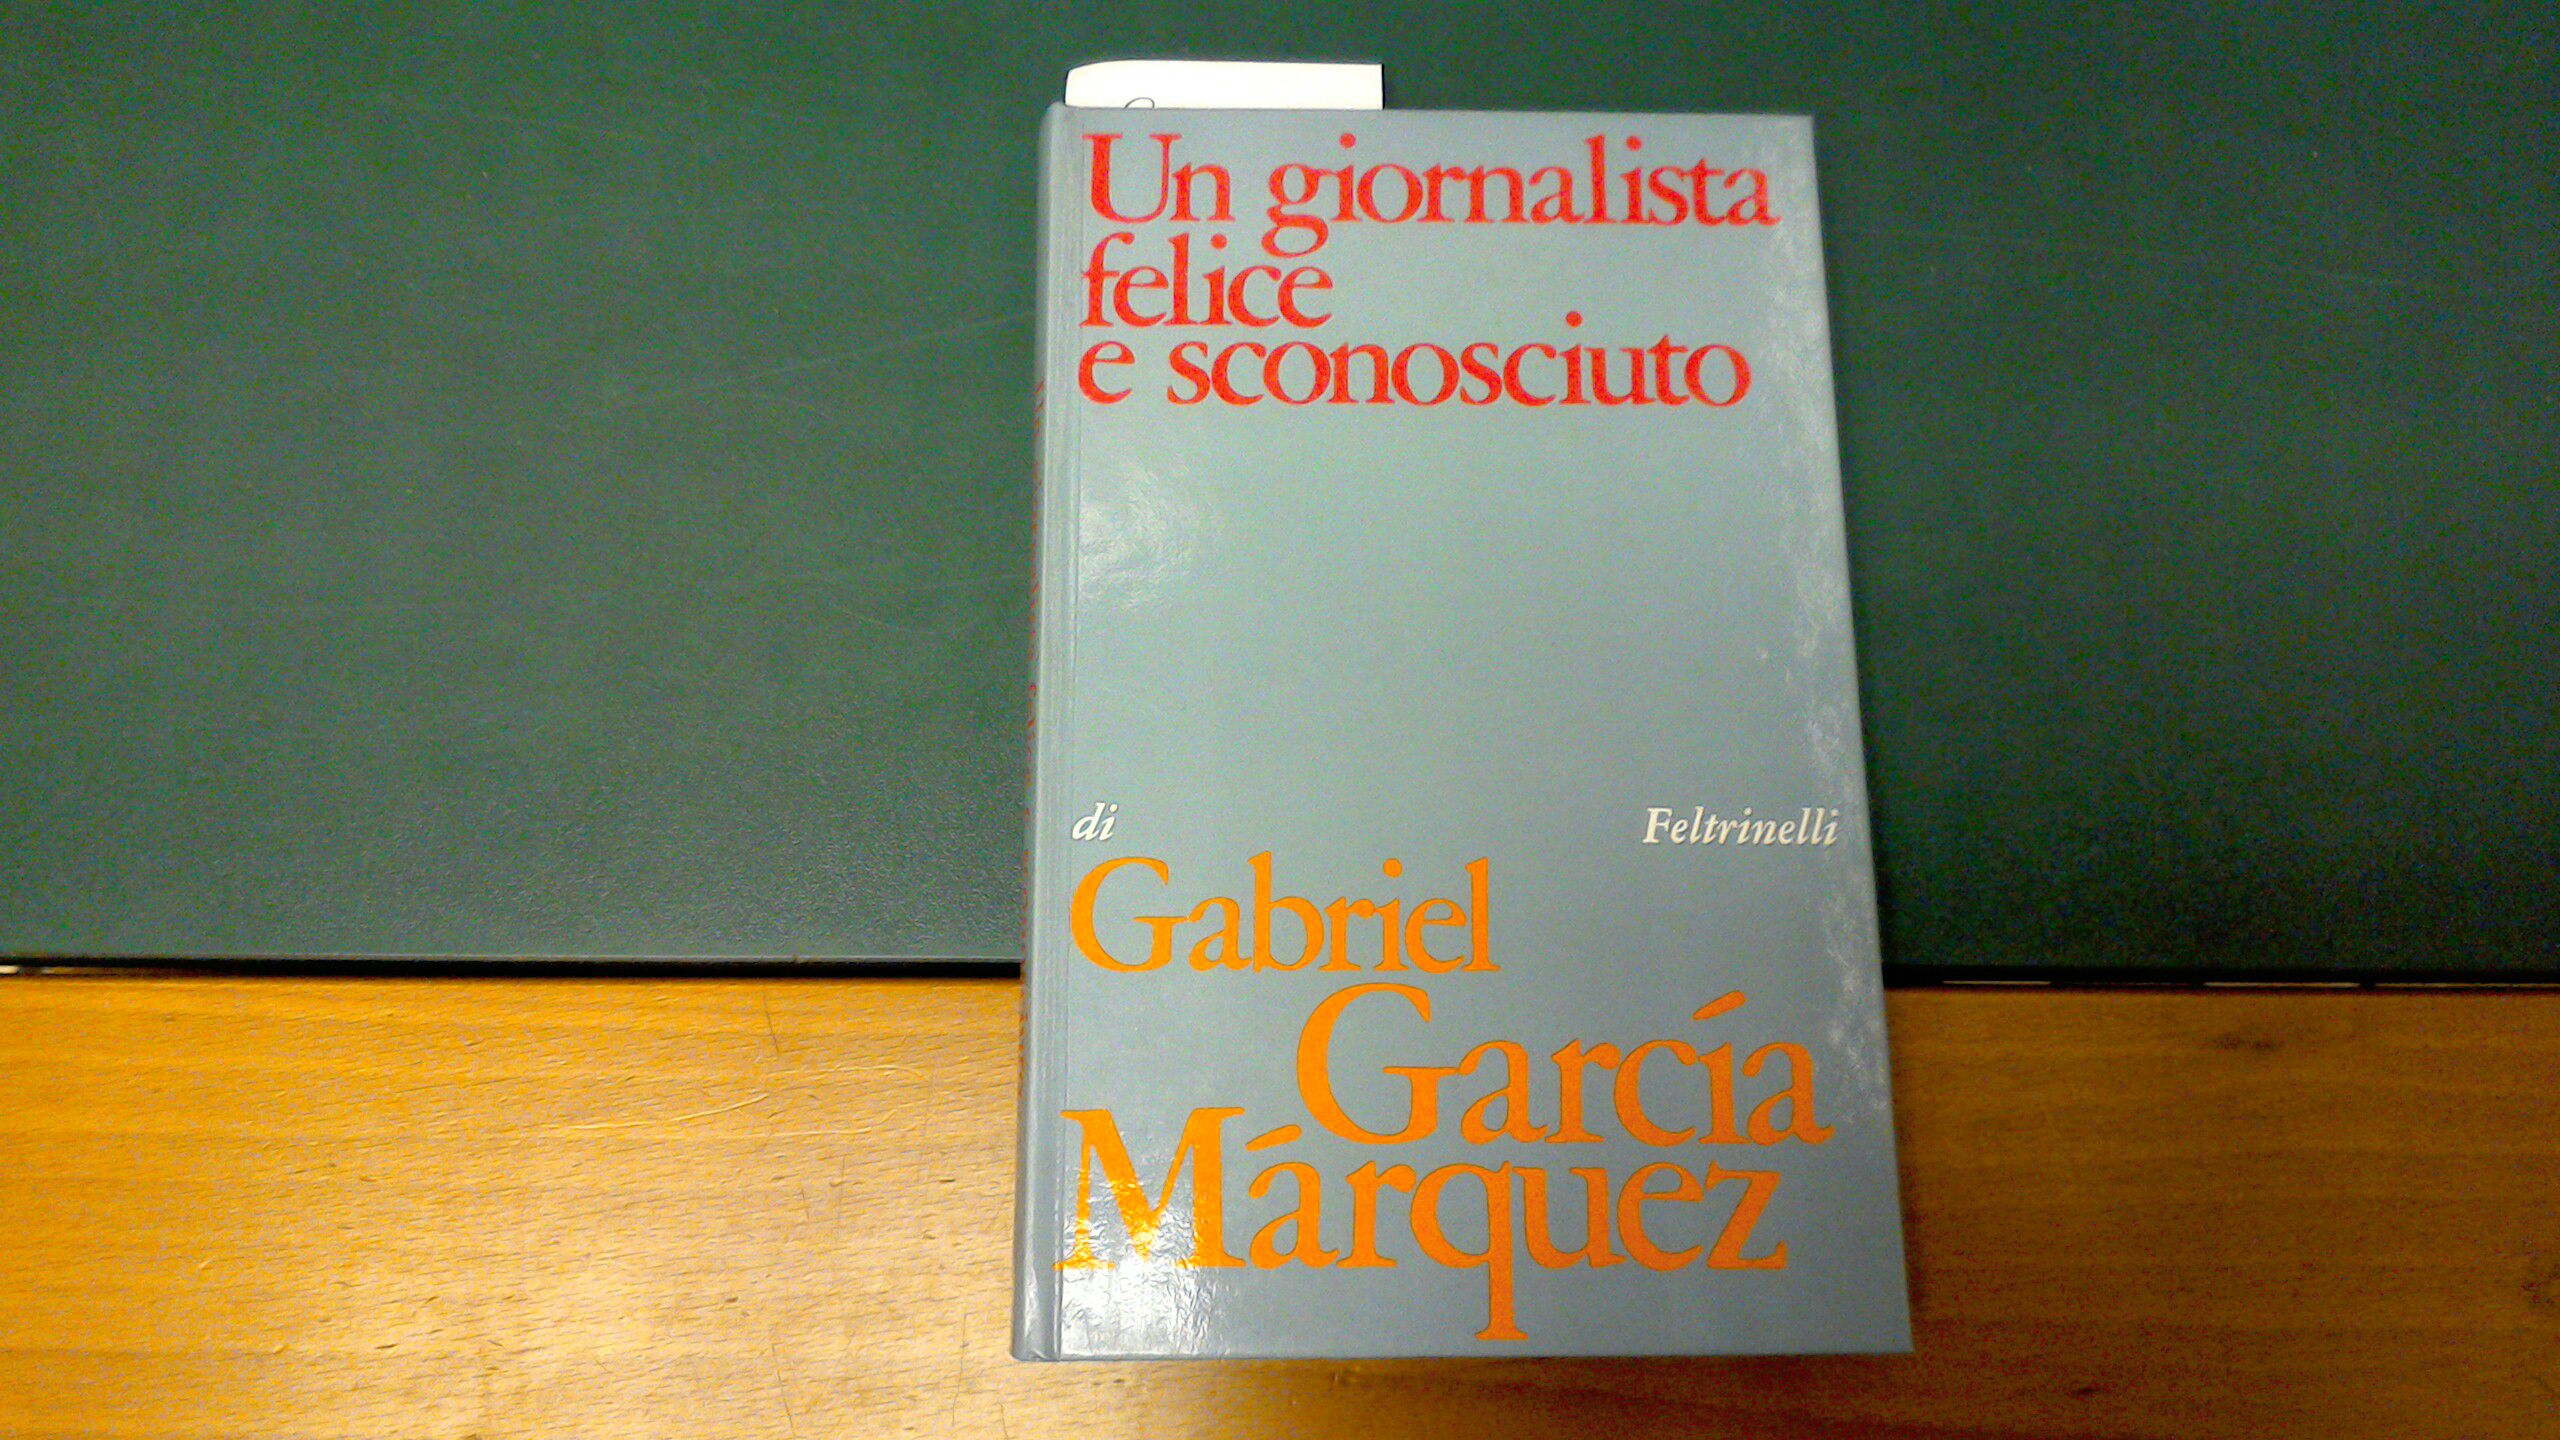 Un giornalista
felice
e sconosciuto
di
Feltrinelli
Gabriel
García
Márquez